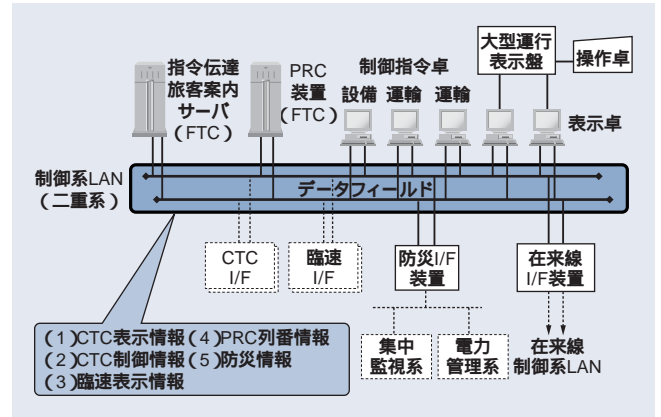 指令伝達
旅客案内
サーバ
（FTC）
PRC
装置
（FTC）
制御指令卓
設備 運輸 運輸
大型運行
表示盤
操作卓
表示卓
制御系LAN
（二重系）
データフィールド
CTC
I/F
臨速
I/F
防災I/F
装置
在来線
I/F装置
集中
監視系
電力
管理系
在来線
制御系LAN
（1）CTC表示情報（4）PRC列番情報
（2）CTC制御情報（5）防災情報
（3）臨速表示情報